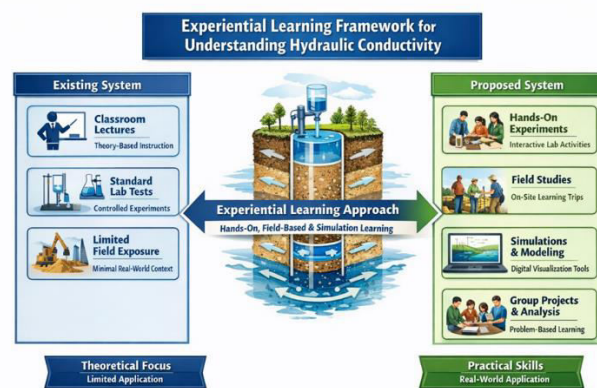 Experiential Learning Framework for
Understanding Hydraulic Conductivity
Existing System
Classroom
Lectures
Theory-Based Instruction
Standard
Lab Tests
Controlled Experiments
Limited
Field Exposure
Minimal Real-World Context
Experiential Learning Approach
Hands-On, Field-Based & Simulation Learning
Proposed System
Hands-On
Experiments
Interactive Lab Activities
Field Studies
On-Site Learning Trips
Simulations
& Modeling
Digital Visualization Tools
Group Projects
& Analysis
Problem-Based Learning
Theoretical Focus
Limited Application
Practical Skills
Real-World Application